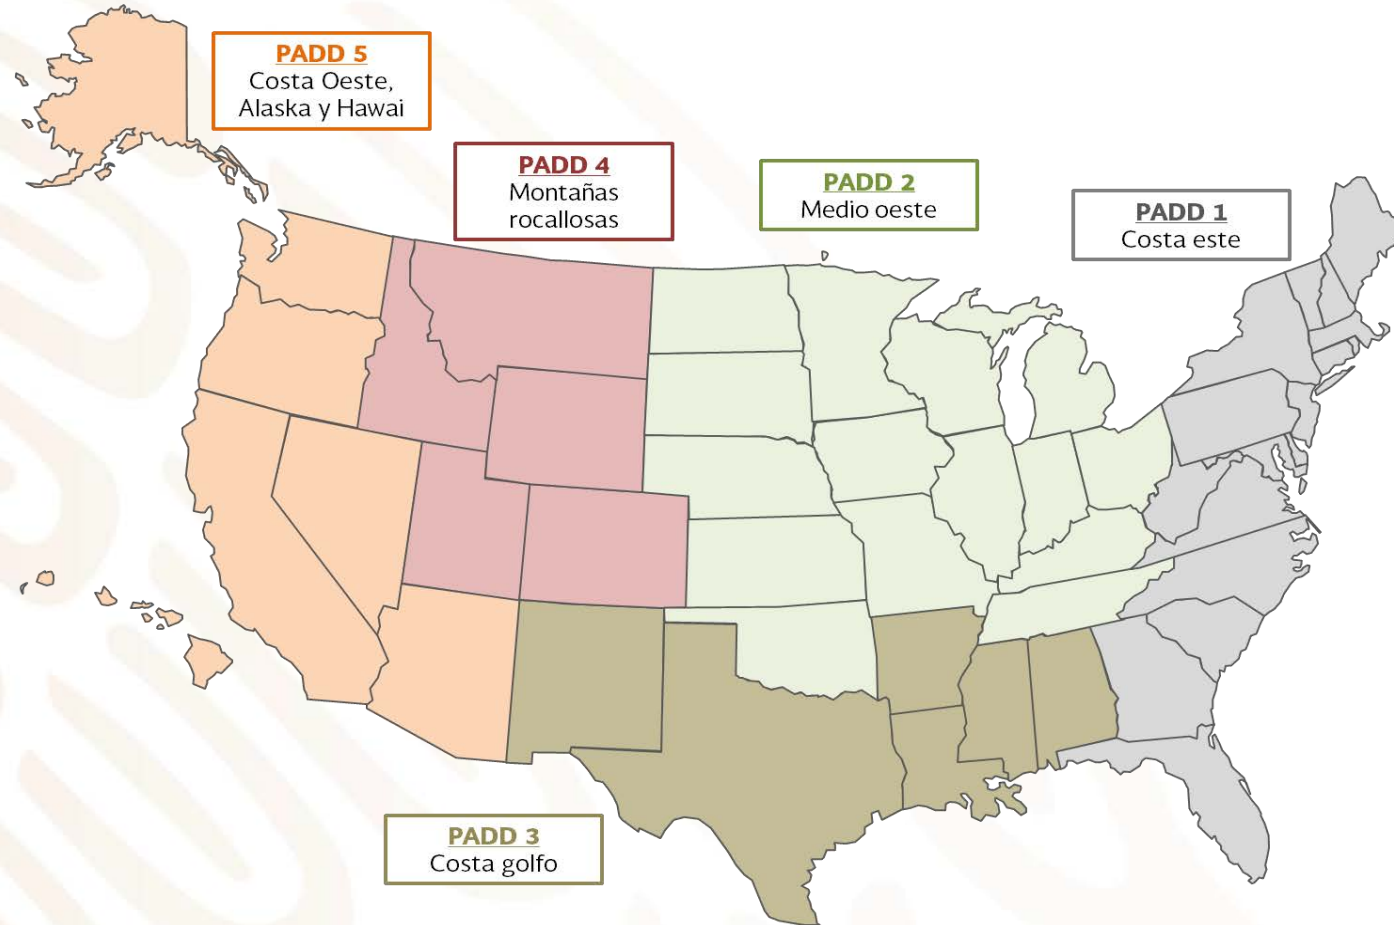 PADD 5
Costa Oeste,
Alaska y Hawai
PADD 4
Montañas
rocallosas
PADD 2
Medio oeste
PADD 1
Costa este
PADD 3
Costa golfo